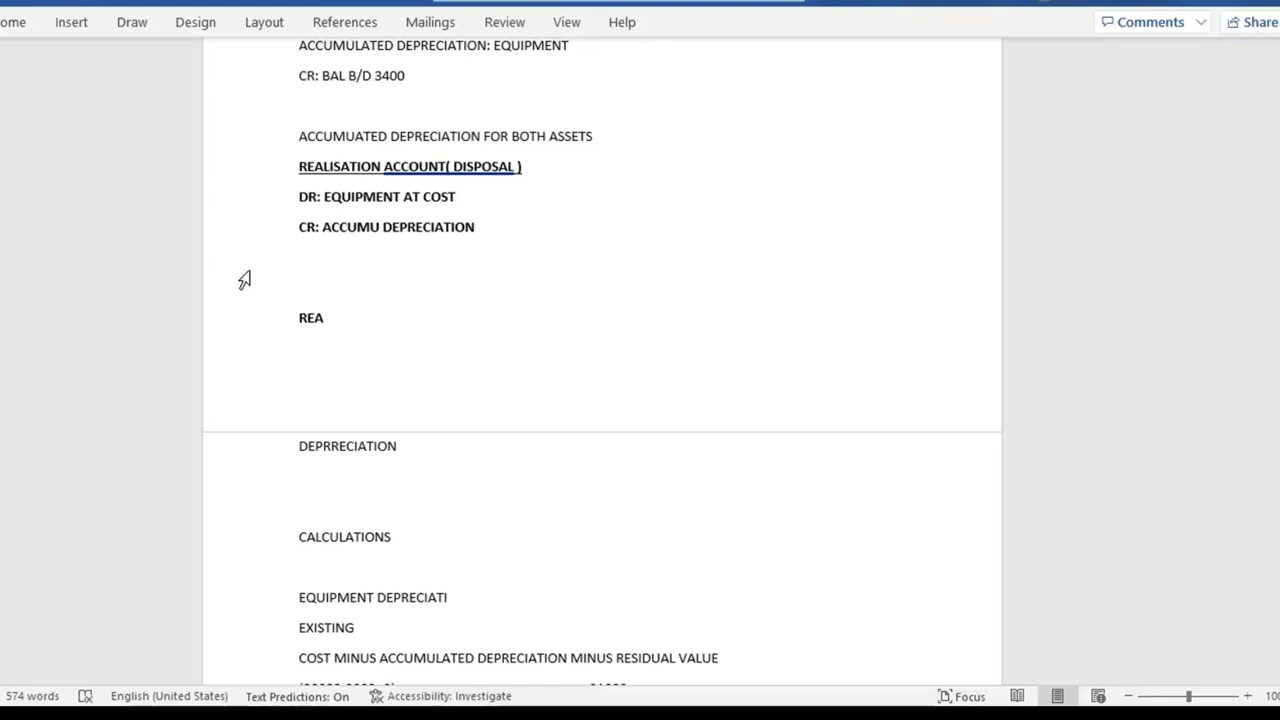 ome Insert Draw Design Layout References Mailings Review View Help Comments Share
ACCUMULATED DEPRECIATION: EQUIPMENT
CR: BAL B/D 3400
ACCUMUATED DEPRECIATION FOR BOTH ASSETS
REALISATION ACCOUNT( DISPOSAL )
DR: EQUIPMENT AT COST
CR: ACCUMU DEPRECIATION
REA
DEPRRECIATION
CALCULATIONS
EQUIPMENT DEPRECIATI
EXISTING
COST MINUS ACCUMULATED DEPRECIATION MINUS RESIDUAL VALUE
574 words English (United States) Text Predictions: On Accessibility: Investigate Focus 100